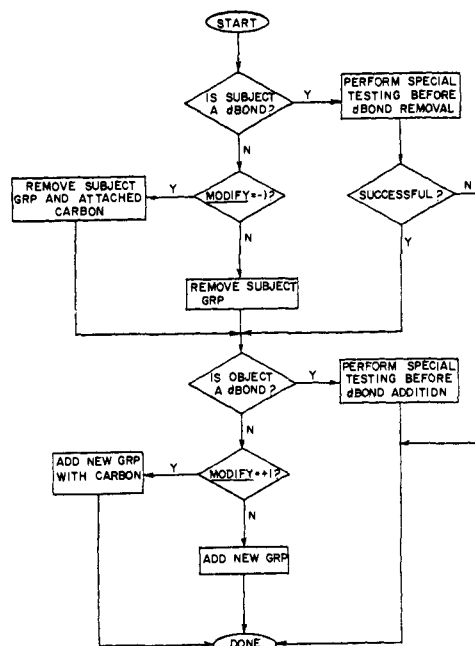 START
IS SUBJECT
A dBOND?
Y
PERFORM SPECIAL
TESTING BEFORE
dBOND REMOVAL
N
REMOVE SUBJECT
GRP AND ATTACHED
CARBON
Y
MODIFY=-1?
SUCCESSFUL?
N
N
Y
REMOVE SUBJECT
GRP
IS OBJECT
A dBOND?
Y
PERFORM SPECIAL
TESTING BEFORE
dBOND ADDITION
N
ADD NEW GRP
WITH CARBON
Y
MODIFY=+1?
N
ADD NEW GRP
DONE